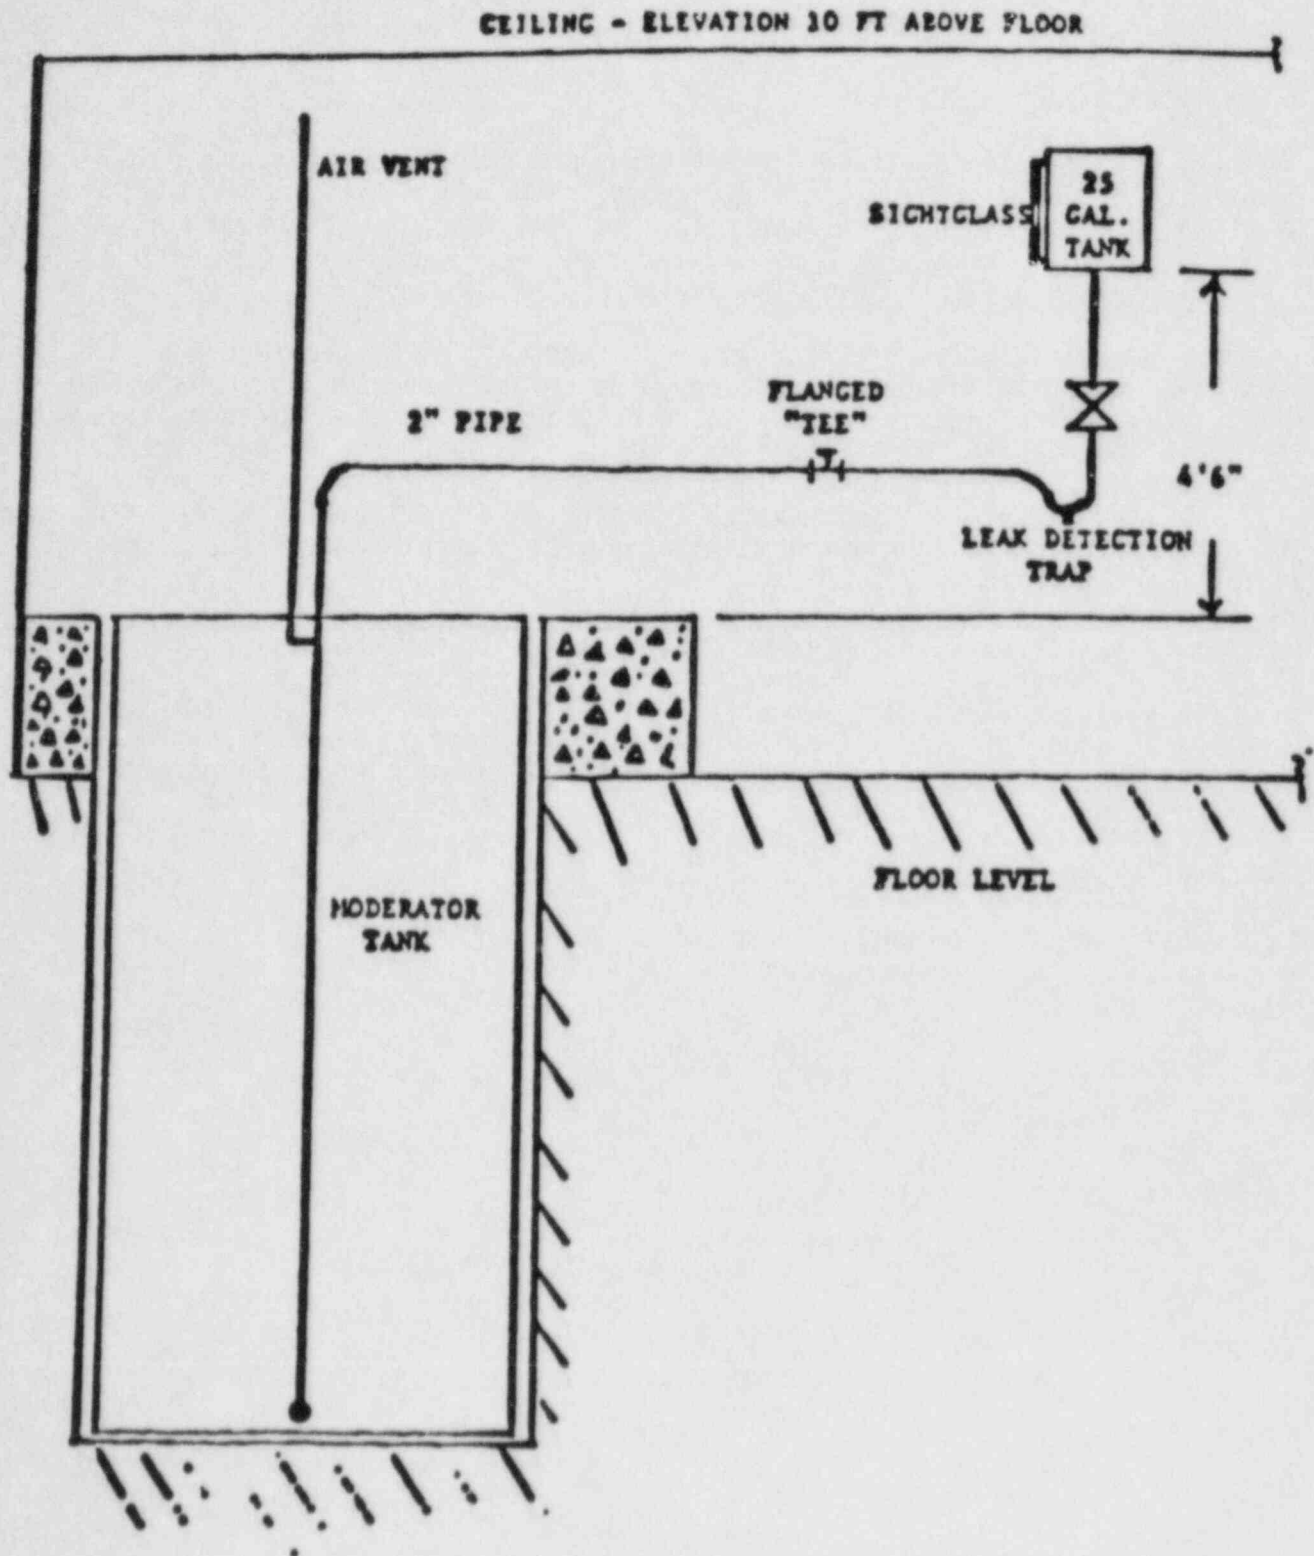 CEILING - ELEVATION 10 FT ABOVE FLOOR
AIR VENT
25
GAL.
TANK
SIGHTGLASS
FLANGED
"TEE"
2" PIPE
4'6"
LEAK DETECTION
TRAP
FLOOR LEVEL
MODERATOR
TANK